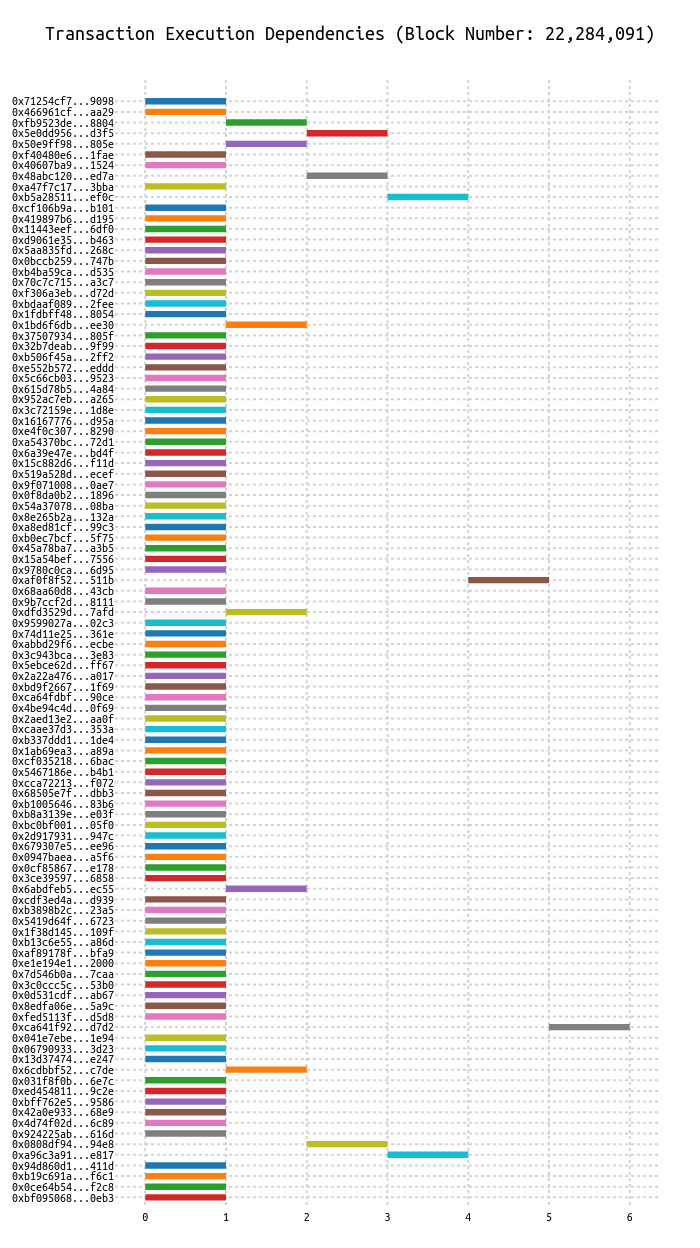 Transaction Execution Dependencies (Block Number: 22,284,091)
0x71254cf7...9098
0x466961cf...aa29
0xfb9523de...8804
0x5e0dd956...d3f5
0x50e9ff98...805e
0xf40480e6...1fae
0x40607ba9...1524
0x48abc120...ed7a
0xa47f7c17...3bba
0xb5a28511...ef0c
0xcf106b9a...b101
0x419897b6...d195
0x11443eef...6df0
0xd9061e35...b463
0x5aa835fd...268c
0x0bccb259...747b
0xb4ba59ca...d535
0x70c7c715...a3c7
0xf306a3eb...d72d
0xbdaaf089...2fee
0x1fdbff48...8054
0x1bd6f6db...ee30
0x37507934...805f
0x32b7deab...9f99
0xb506f45a...2ff2
0xe552b572...eddd
0x5c66cb03...9523
0x615d78b5...4a84
0x952ac7eb...a265
0x3c72159e...1d8e
0x16167776...d95a
0xe4f0c307...8290
0xa54370bc...72d1
0x6a39e47e...bd4f
0x15c882d6...f11d
0x519a528d...ecef
0x9f071008...0ae7
0x0f8da0b2...1896
0x54a37078...08ba
0x8e265b2a...132a
0xa8ed81cf...99c3
0xb0ec7bcf...5f75
0x45a78ba7...a3b5
0x15a54bef...7556
0x9780c0ca...6d95
0xaf0f8f52...511b
0x68aa60d8...43cb
0x9b7ccf2d...8111
0xdfd3529d...7afd
0x9599027a...02c3
0x74d11e25...361e
0xabbd29f6...ecbe
0x3c943bca...3e83
0x5ebce62d...ff67
0x2a22a476...a017
0xbd9f2667...1f69
0xca64fdbf...90ce
0x4be94c4d...0f69
0x2aed13e2...aa0f
0xcaae37d3...353a
0xb337ddd1...1de4
0x1ab69ea3...a89a
0xcf035218...6bac
0x5467186e...b4b1
0xcca72213...f072
0x68505e7f...dbb3
0xb1005646...83b6
0xb8a3139e...e03f
0xbc0bf001...05f0
0x2d917931...947c
0x679307e5...ee96
0x0947baea...a5f6
0x0cf85867...e178
0x3ce39597...6858
0x6abdfeb5...ec55
0xcdf3ed4a...d939
0xb3898b2c...23a5
0x5419d64f...6723
0x1f38d145...109f
0xb13c6e55...a86d
0xaf89178f...bfa9
0xe1e194e1...2000
0x7d546b0a...7caa
0x3c0ccc5c...53b0
0x0d531cdf...ab67
0x8edfa06e...5a9c
0xfed5113f...d5d8
0xca641f92...d7d2
0x041e7ebe...1e94
0x06790933...3d23
0x13d37474...e247
0x6cdbbf52...c7de
0x031f8f0b...6e7c
0xed454811...9c2e
0xbff762e5...9586
0x42a0e933...68e9
0x4d74f02d...6c89
0x924225ab...616d
0x0808df94...94e8
0xa96c3a91...e817
0x94d860d1...411d
0xb19c691a...f6c1
0x0ce64b54...f2c8
0xbf095068...0eb3
0 1 2 3 4 5 6